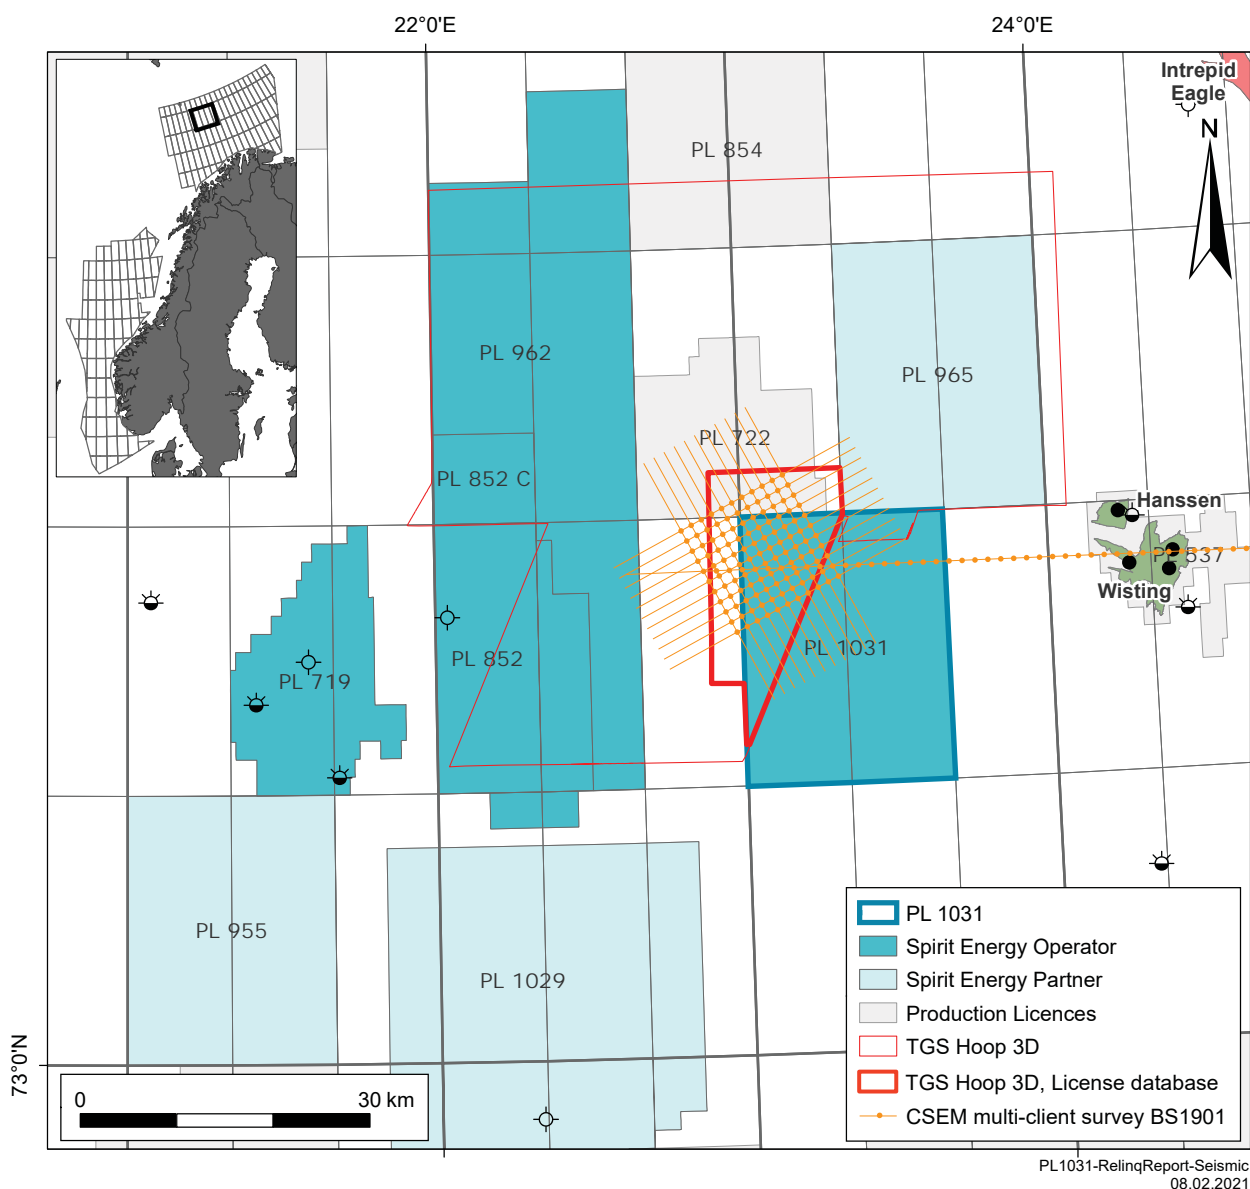 22°0'E
24°0'E
Intrepid
Eagle
N
PL 854
PL 962
PL 965
PL 722
PL 852 C
Hanssen
PL 537
Wisting
PL 1031
PL 852
PL 719
PL 955
PL 1029
73°0'N
0
30 km
PL 1031
Spirit Energy Operator
Spirit Energy Partner
Production Licences
TGS Hoop 3D
TGS Hoop 3D, License database
CSEM multi-client survey BS1901
PL1031-RelinqReport-Seismic
08.02.2021